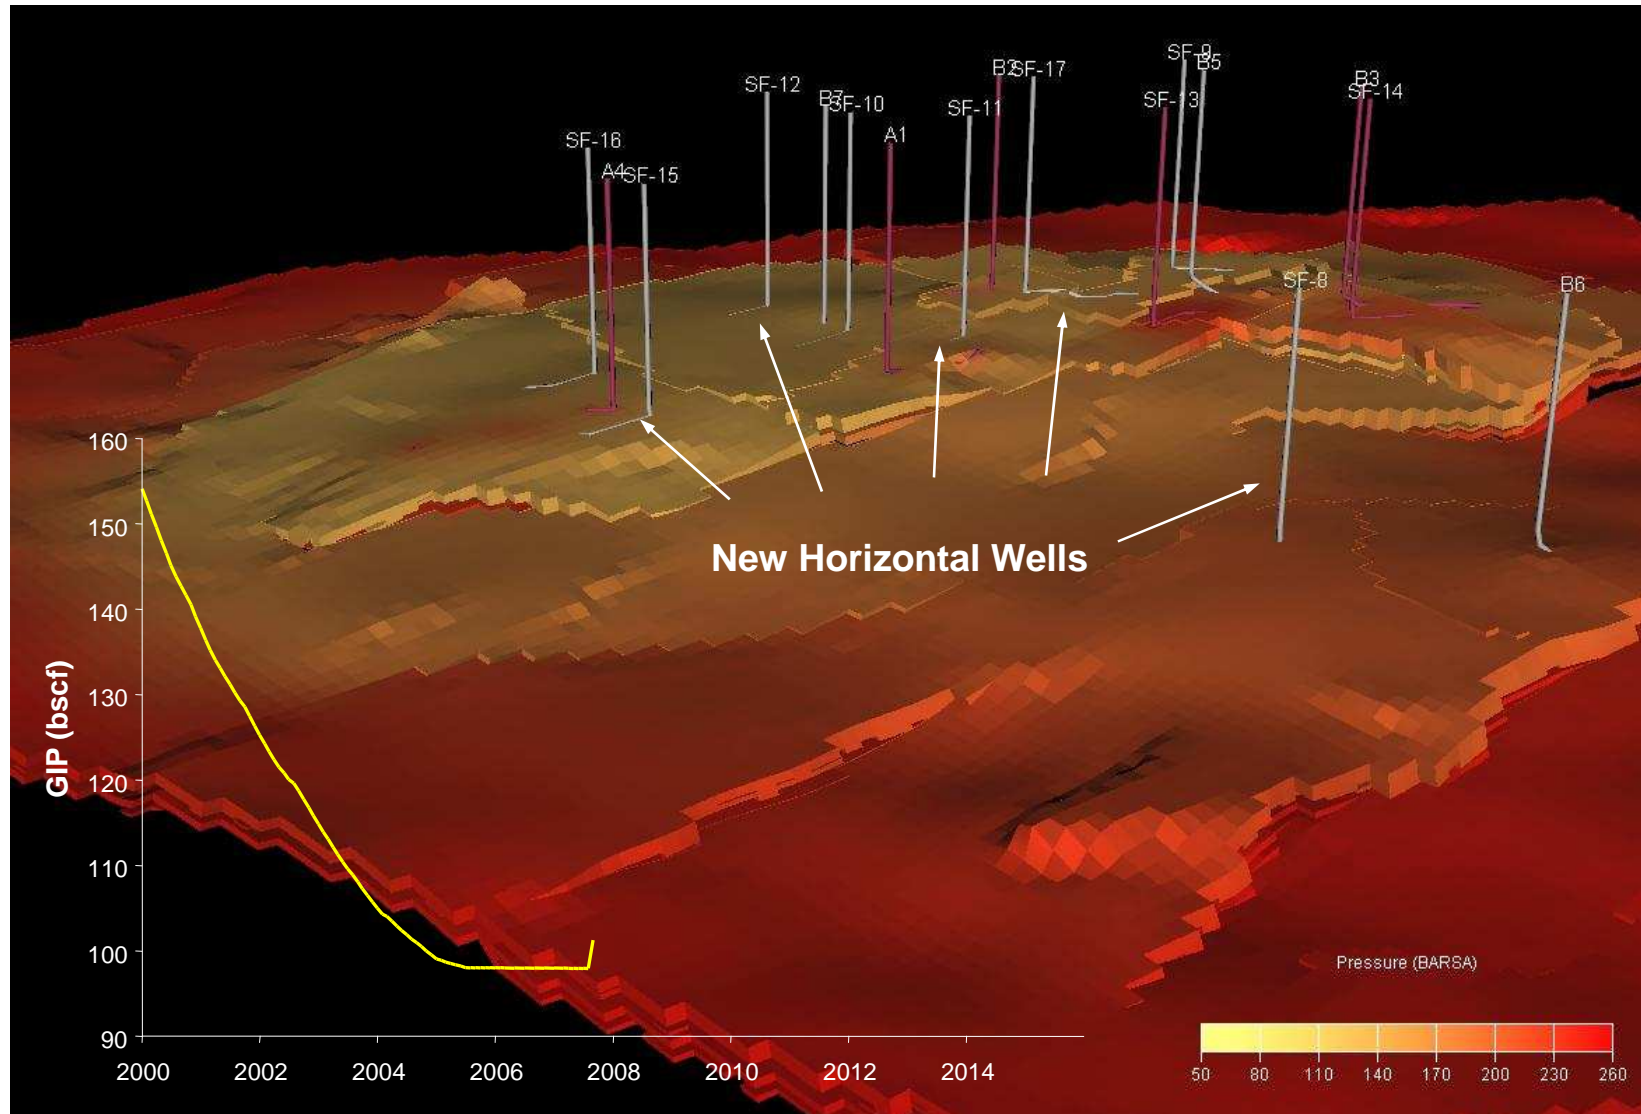 SF-9
B5
B2
SF-17
B3
SF-14
SF-12
B7
SF-10
SF-11
SF-13
SF-16
A1
A4
SF-15
SF-8
B6
New Horizontal Wells
GIP (bscf)
160
150
140
130
120
110
100
90
2000
2002
2004
2006
2008
2010
2012
2014
Pressure (BARSA)
50
80
110
140
170
200
230
260